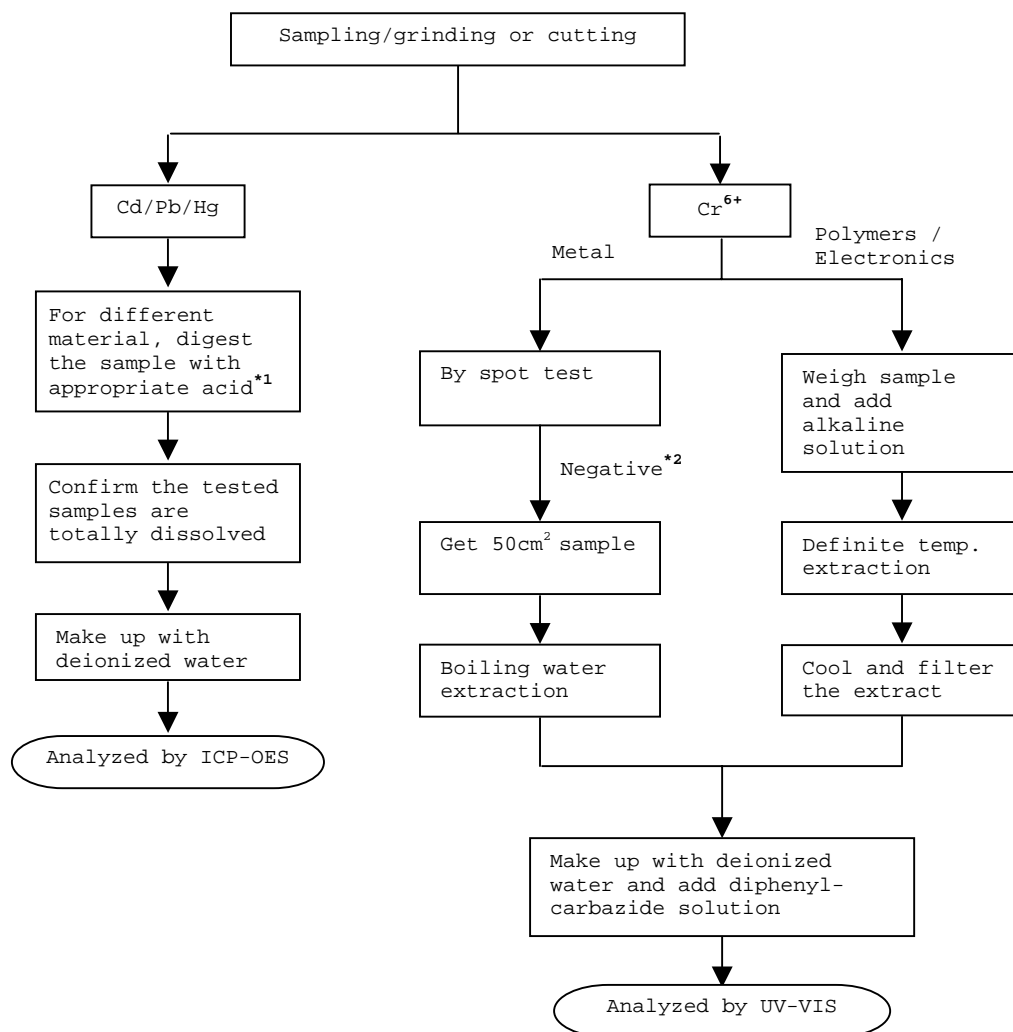 Sampling/grinding or cutting
Cd/Pb/Hg
Cr⁶⁺
Metal
Polymers /
Electronics
For different
material, digest
the sample with
appropriate acid*1
By spot test
Weigh sample
and add
alkaline
solution
Negative*2
Confirm the tested
samples are
totally dissolved
Get 50cm² sample
Definite temp.
extraction
Make up with
deionized water
Boiling water
extraction
Cool and filter
the extract
Analyzed by ICP-OES
Make up with deionized
water and add diphenyl-
carbazide solution
Analyzed by UV-VIS